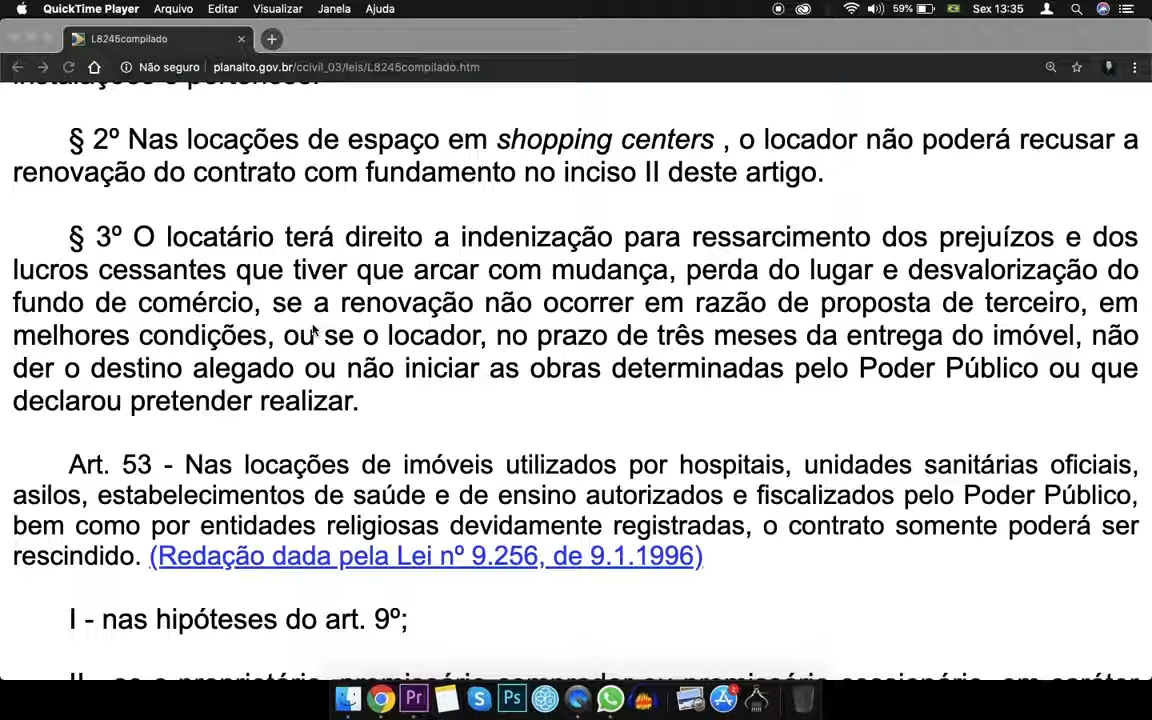 QuickTime Player Arquivo Editar Visualizar Janela Ajuda 59% Sex 13:35
L8245compilado
Não seguro planalto.gov.br/ccivil_03/leis/L8245compilado.htm
§ 2º Nas locações de espaço em shopping centers , o locador não poderá recusar a
renovação do contrato com fundamento no inciso II deste artigo.
§ 3º O locatário terá direito a indenização para ressarcimento dos prejuízos e dos
lucros cessantes que tiver que arcar com mudança, perda do lugar e desvalorização do
fundo de comércio, se a renovação não ocorrer em razão de proposta de terceiro, em
melhores condições, ou se o locador, no prazo de três meses da entrega do imóvel, não
der o destino alegado ou não iniciar as obras determinadas pelo Poder Público ou que
declarou pretender realizar.
Art. 53 - Nas locações de imóveis utilizados por hospitais, unidades sanitárias oficiais,
asilos, estabelecimentos de saúde e de ensino autorizados e fiscalizados pelo Poder Público,
bem como por entidades religiosas devidamente registradas, o contrato somente poderá ser
rescindido. (Redação dada pela Lei nº 9.256, de 9.1.1996)
I - nas hipóteses do art. 9º;
Pr Ps